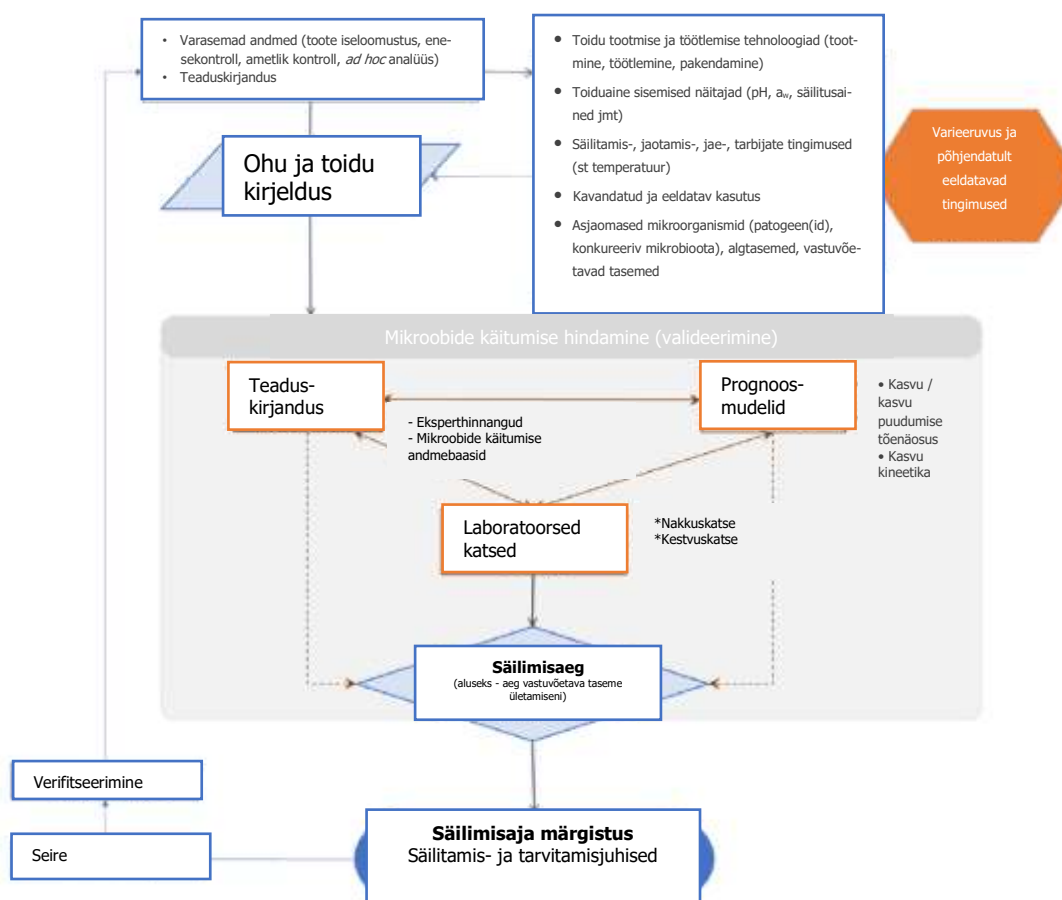 • Varasemad andmed (toote iseloomustus, ene-
sekontroll, ametlik kontroll, ad hoc analüüs)
• Teaduskirjandus
• Toidu tootmise ja töötlemise tehnoloogiad (toot-
mine, töötlemine, pakendamine)
• Toiduaine sisemised näitajad (pH, aw, säilitusai-
ned jmt)
• Säilitamis-, jaotamis-, jae-, tarbijate tingimused
(st temperatuur)
• Kavandatud ja eeldatav kasutus
• Asjaomased mikroorganismid (patogeen(id),
konkureeriv mikrobioota), algtasemed, vastuvõe-
tavad tasemed
Varieeruvus ja
põhjendatult
eeldatavad
tingimused
Ohu ja toidu
kirjeldus
Mikroobide käitumise hindamine (valideerimine)
Teadus-
kirjandus
Prognoos-
mudelid
• Kasvu /
kasvu
puudumise
tõenäosus
• Kasvu
kineetika
- Eksperthinnangud
- Mikroobide käitumise
andmebaasid
Laboratoorsed
katsed
*Nakkuskatse
*Kestvuskatse
Säilimisaeg
(aluseks - aeg vastuvõetava taseme
ületamiseni)
Verifitseerimine
Seire
Säilimisaja märgistus
Säilitamis- ja tarvitamisjuhised